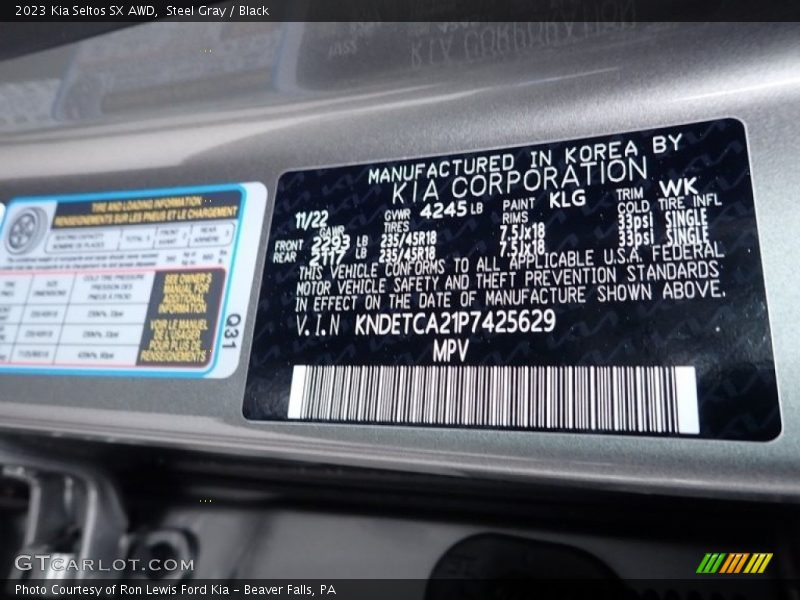 2023 Kia Seltos SX AWD, Steel Gray / Black
MANUFACTURED IN KOREA BY
KIA CORPORATION
11/22 GVWR 4245 LB PAINT KLG TRIM WK
GAWR TIRES RIMS COLD TIRE INFL
FRONT 2293 LB 235/45R18 7.5Jx18 33psi SINGLE
REAR 2117 LB 235/45R18 7.5Jx18 33psi SINGLE
THIS VEHICLE CONFORMS TO ALL APPLICABLE U.S.A. FEDERAL
MOTOR VEHICLE SAFETY AND THEFT PREVENTION STANDARDS
IN EFFECT ON THE DATE OF MANUFACTURE SHOWN ABOVE.
V.I.N KNDETCA21P7425629
MPV
TIRE AND LOADING INFORMATION
RENSEIGNEMENTS SUR LES PNEUS ET LE CHARGEMENT
SEE OWNER'S
MANUAL FOR
ADDITIONAL
INFORMATION
VOIR LE MANUEL
DE L'USAGER
POUR PLUS DE
RENSEIGNEMENTS
Q31
GTCARLOT.COM
Photo Courtesy of Ron Lewis Ford Kia - Beaver Falls, PA